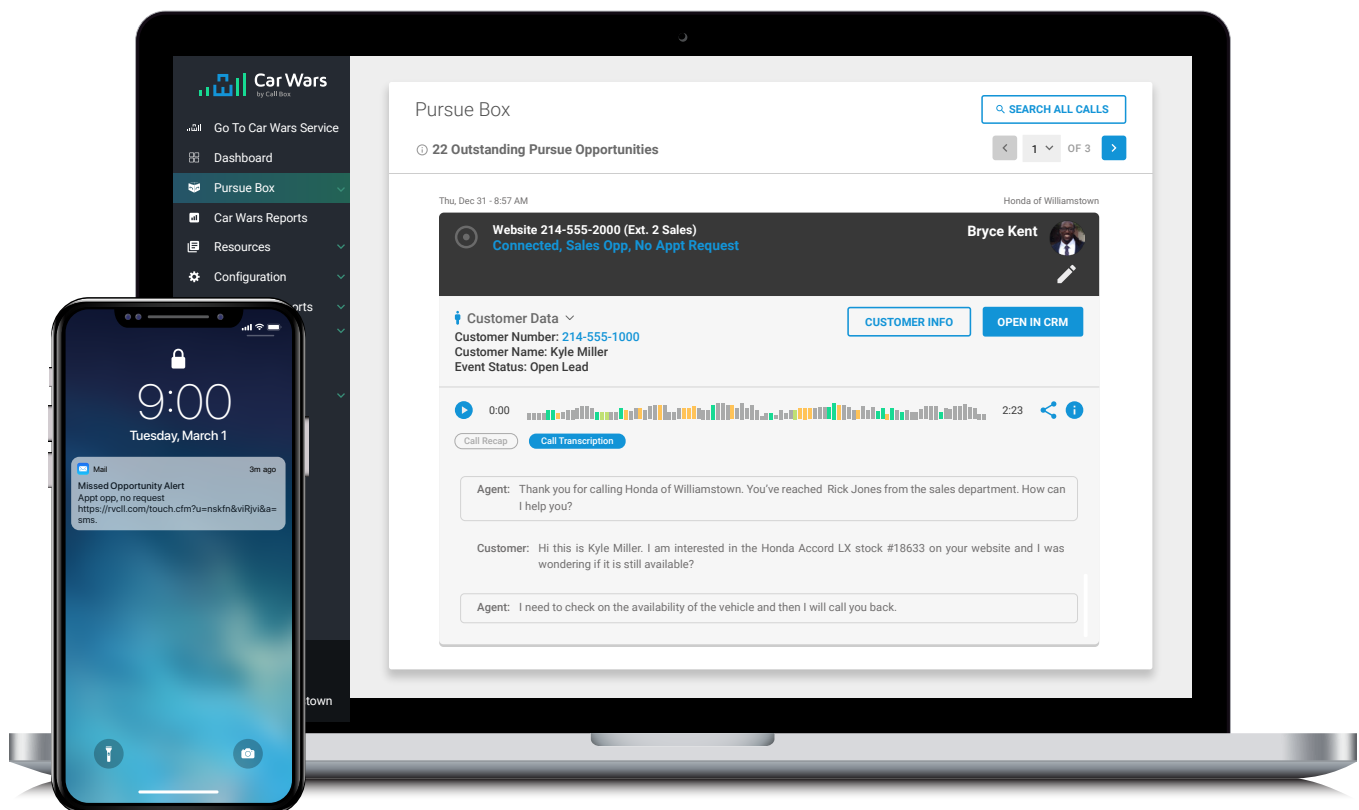 Car Wars
by Call Box
Go To Car Wars Service
Dashboard
Pursue Box
Car Wars Reports
Resources
Configuration
orts
town
Pursue Box
SEARCH ALL CALLS
22 Outstanding Pursue Opportunities
1 OF 3
Thu, Dec 31 - 8:57 AM Honda of Williamstown
Website 214-555-2000 (Ext. 2 Sales) Bryce Kent
Connected, Sales Opp, No Appt Request
Customer Data
CUSTOMER INFO OPEN IN CRM
Customer Number: 214-555-1000
Customer Name: Kyle Miller
Event Status: Open Lead
0:00 2:23
Call Recap Call Transcription
Agent: Thank you for calling Honda of Williamstown. You've reached Rick Jones from the sales department. How can
I help you?
Customer: Hi this is Kyle Miller. I am interested in the Honda Accord LX stock #18633 on your website and I was
wondering if it is still available?
Agent: I need to check on the availability of the vehicle and then I will call you back.
9:00
Tuesday, March 1
Mail 3m ago
Missed Opportunity Alert
Appt opp, no request
https://rvcll.com/touch.cfm?u=nskfn&viRjvi&a=
sms.